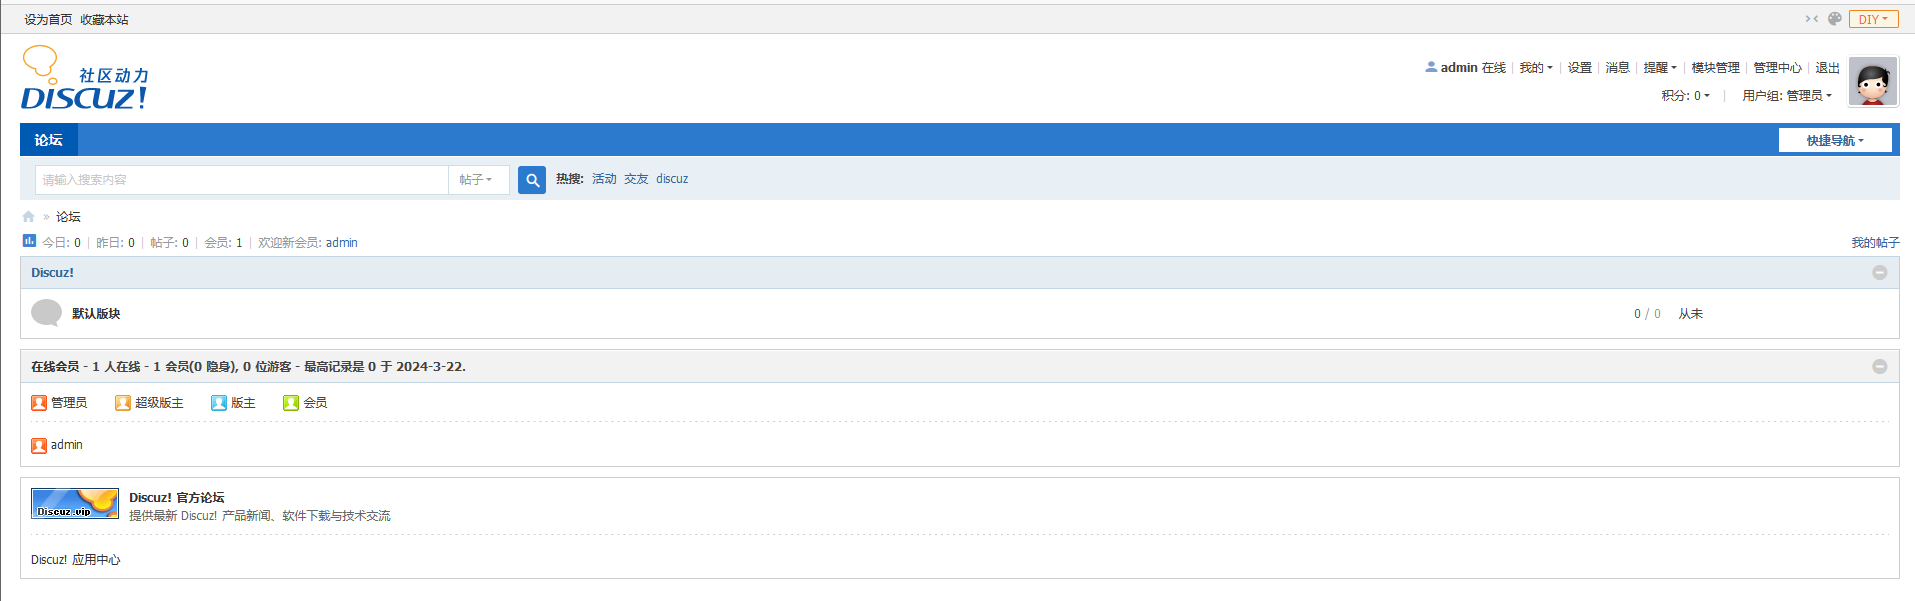 设为首页 收藏本站
DIY
社区动力
DISCUZ!
admin 在线 | 我的 | 设置 | 消息 | 提醒 | 模块管理 | 管理中心 | 退出
积分: 0 | 用户组: 管理员
论坛
快捷导航
请输入搜索内容
帖子
热搜: 活动 交友 discuz
» 论坛
今日: 0 | 昨日: 0 | 帖子: 0 | 会员: 1 | 欢迎新会员: admin
我的帖子
Discuz!
默认版块
0 / 0
从未
在线会员 - 1 人在线 - 1 会员(0 隐身), 0 位游客 - 最高记录是 0 于 2024-3-22.
管理员 超级版主 版主 会员
admin
Discuz.vip
Discuz! 官方论坛
提供最新 Discuz! 产品新闻、软件下载与技术交流
Discuz! 应用中心